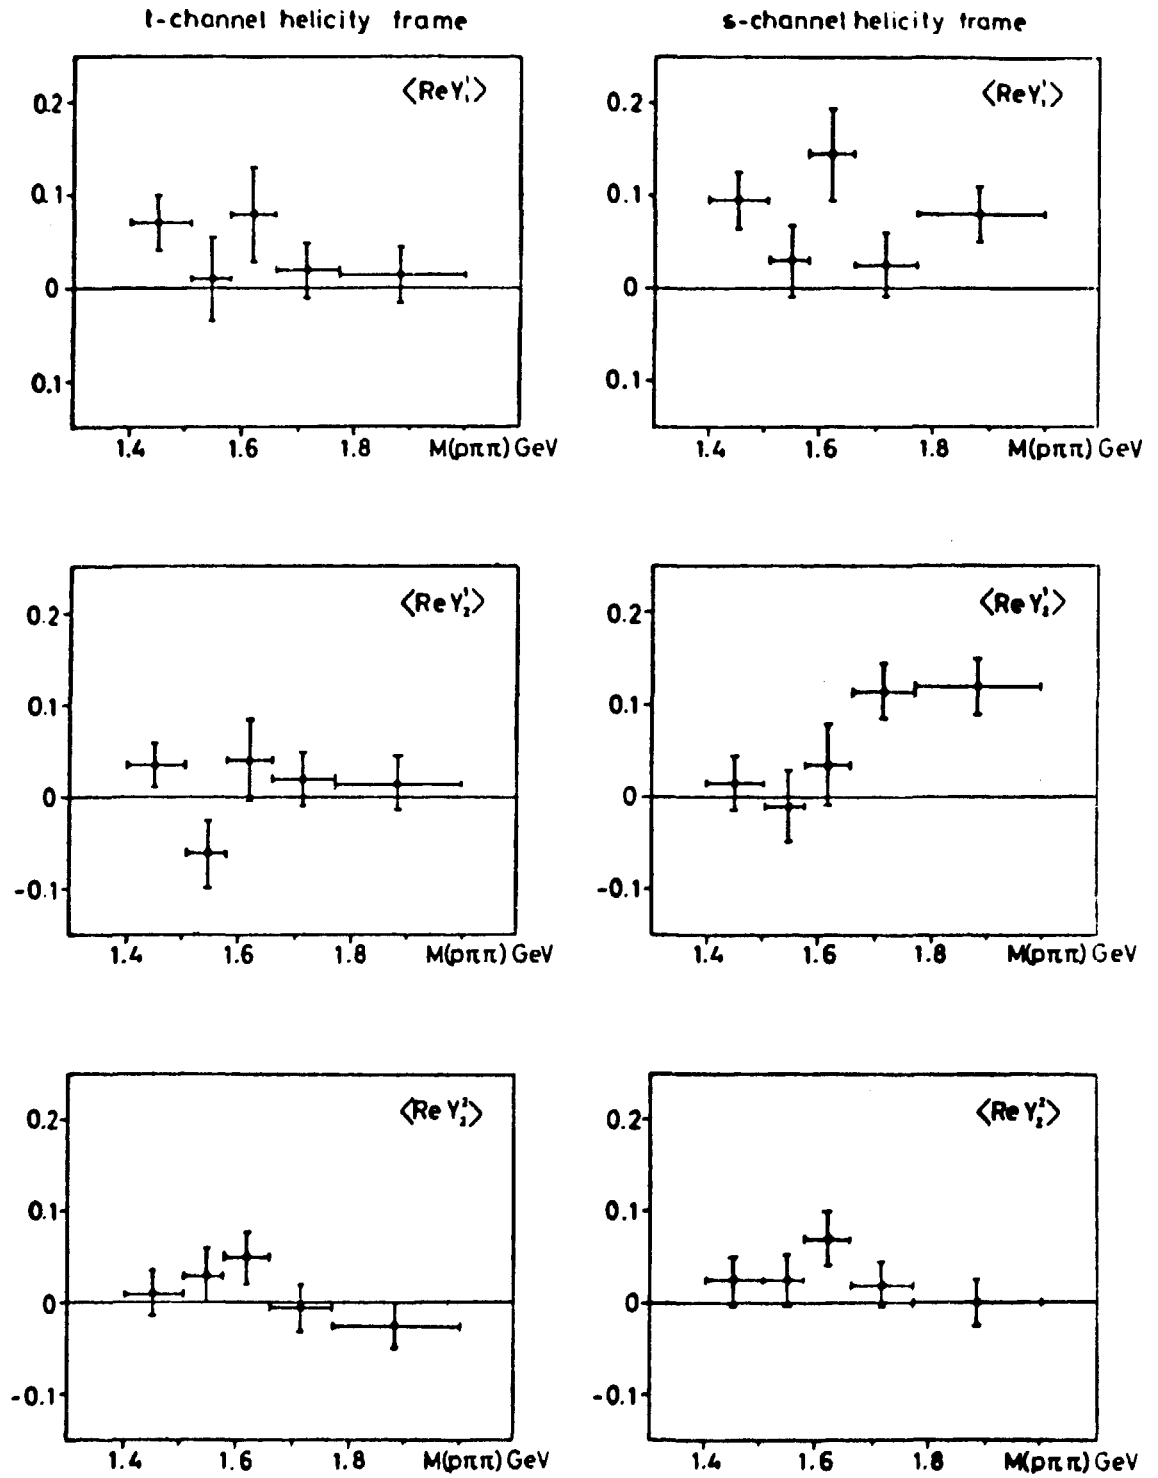 t-channel helicity frame
s-channel helicity frame
⟨ReY₁¹⟩
0.2
0.1
0
0.1
1.4 1.6 1.8 M(pππ) GeV
⟨ReY₁¹⟩
0.2
0.1
0
0.1
1.4 1.6 1.8 M(pππ) GeV
⟨ReY₂¹⟩
0.2
0.1
0
-0.1
1.4 1.6 1.8 M(pππ) GeV
⟨ReY₂¹⟩
0.2
0.1
0
-0.1
1.4 1.6 1.8 M(pππ) GeV
⟨ReY₂²⟩
0.2
0.1
0
-0.1
1.4 1.6 1.8 M(pππ) GeV
⟨ReY₂²⟩
0.2
0.1
0
-0.1
1.4 1.6 1.8 M(pππ) GeV